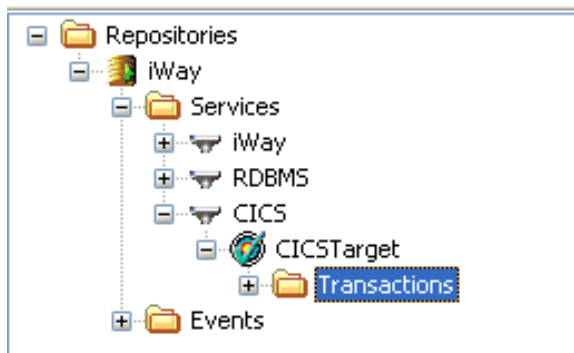 Repositories
iWay
Services
iWay
RDBMS
CICS
CICSTarget
Transactions
Events